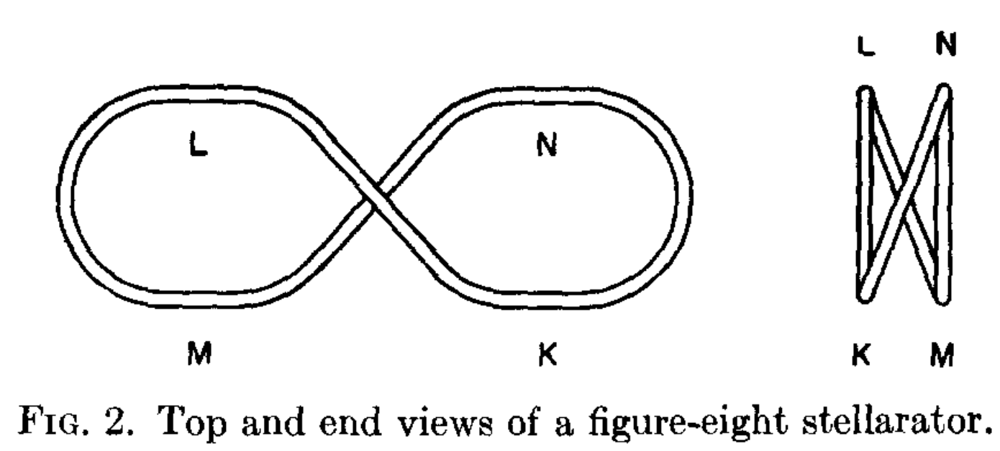 L N
L N
M K
K M
FIG. 2. Top and end views of a figure-eight stellarator.